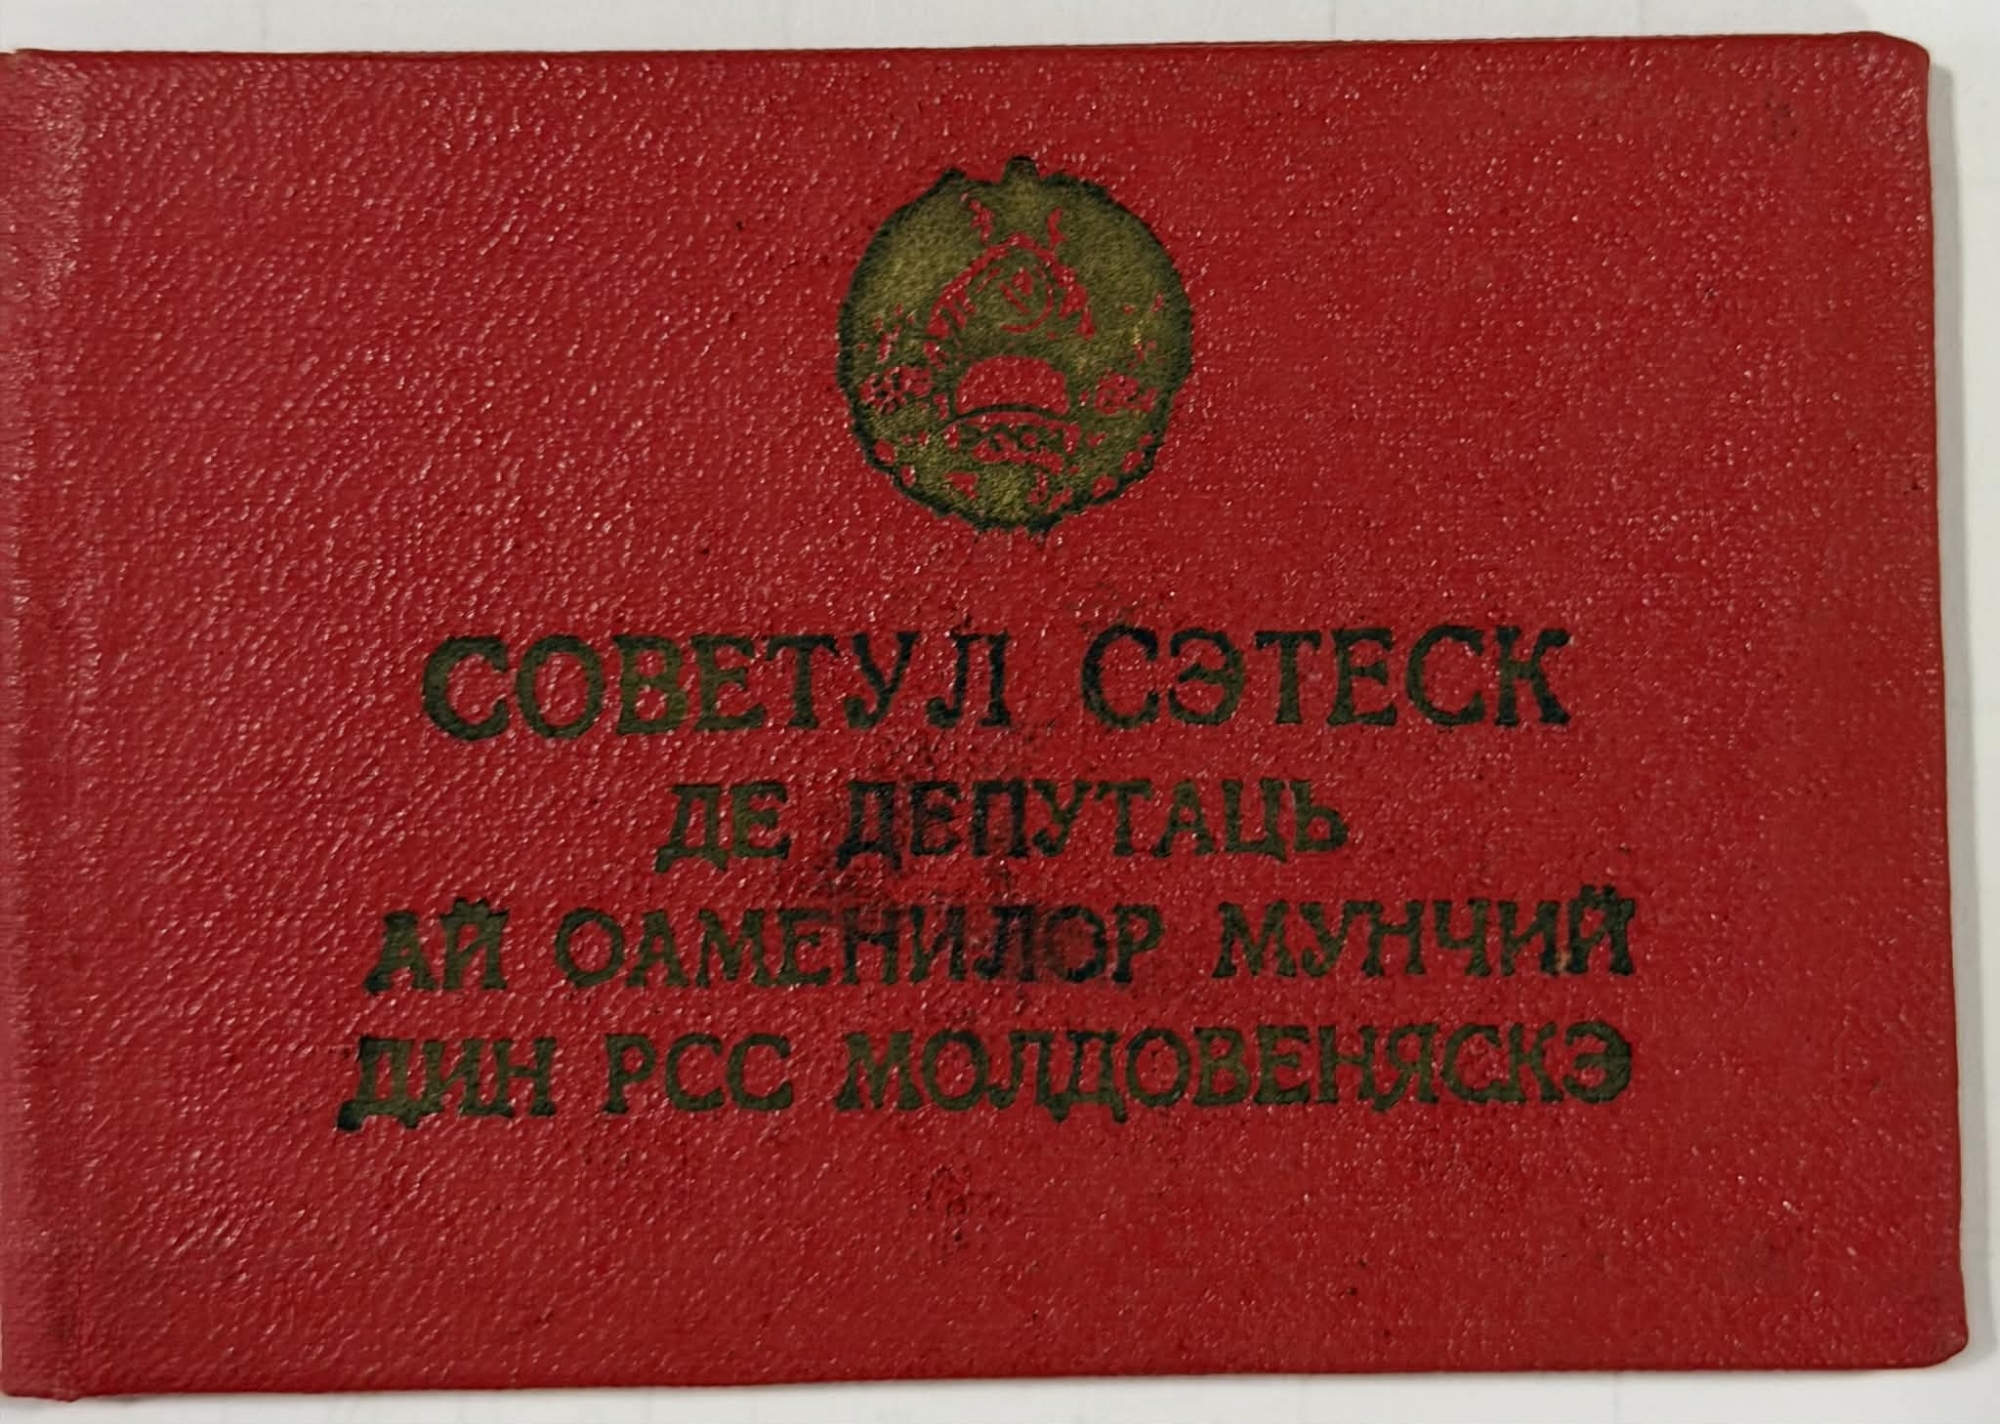 СОВЕТУЛ СЭТЕСК
ДЕ ДЕПУТАЦЬ
АЙ ОАМЕНИЛОР МУНЧИЙ
ДИН РСС МОЛДОВЕНЯСКЭ